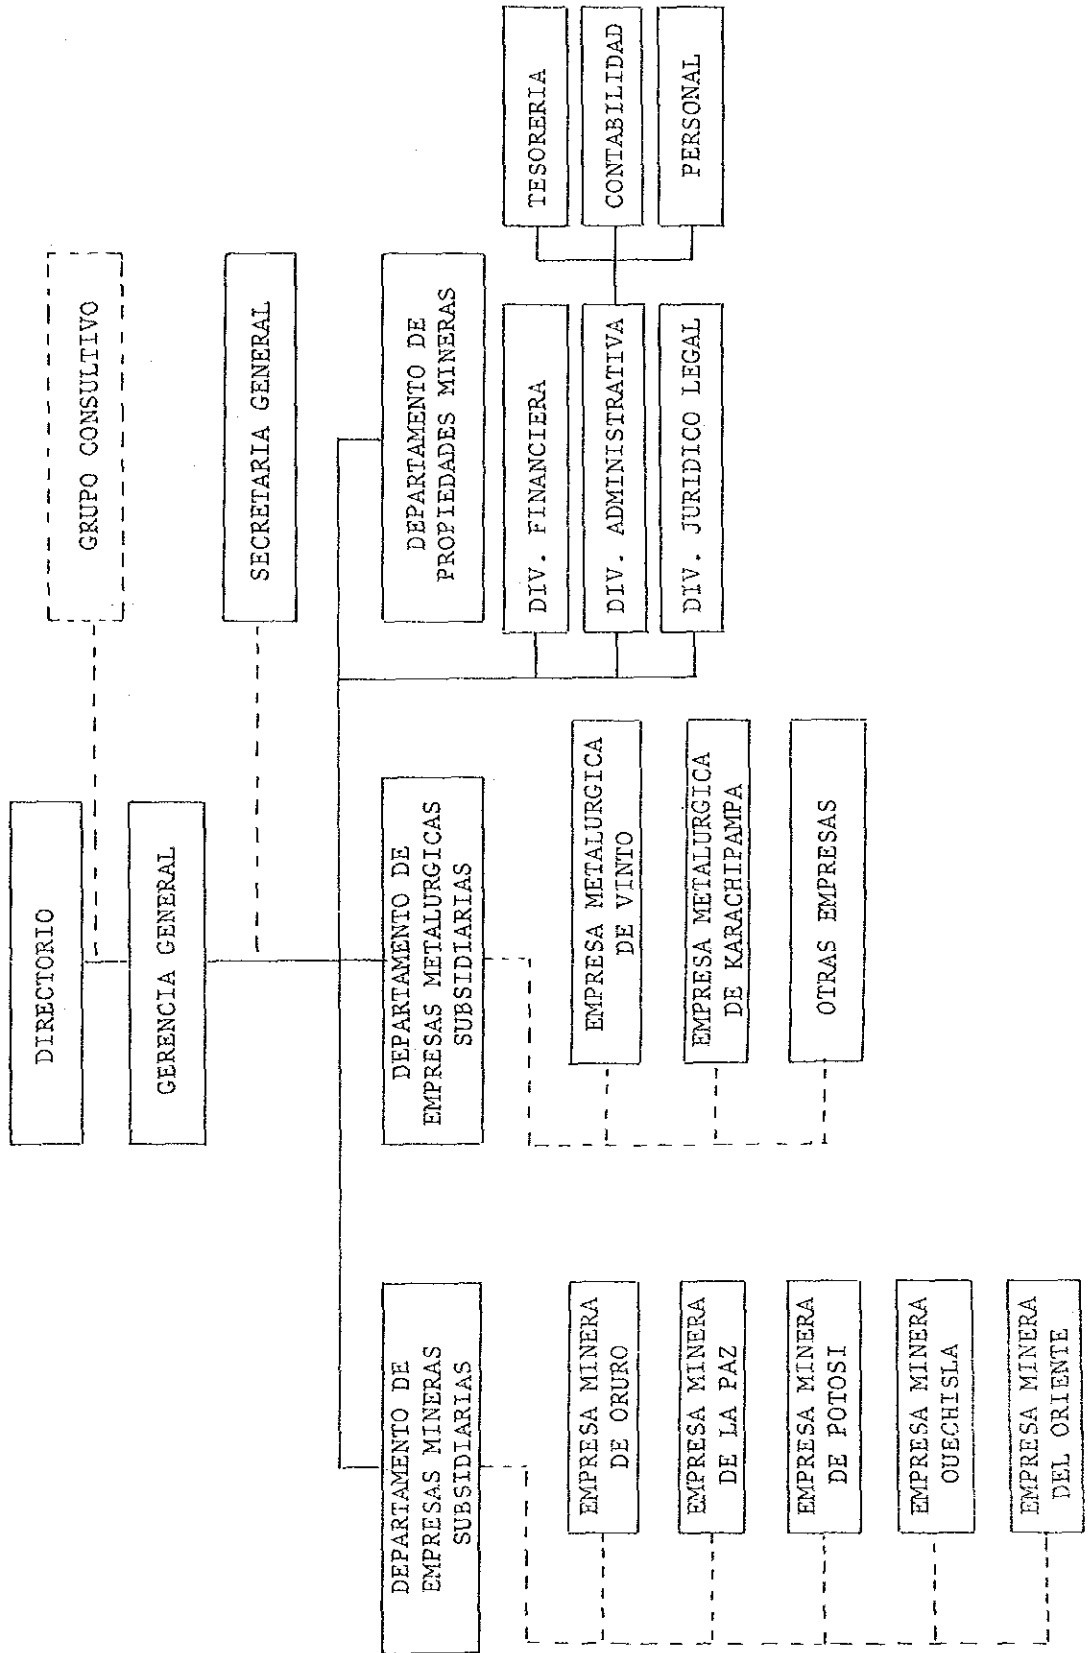 DIRECTORIO
GRUPO CONSULTIVO
GERENCIA GENERAL
SECRETARIA GENERAL
DEPARTAMENTO DE
EMPRESAS MINERAS
SUBSIDIARIAS
DEPARTAMENTO DE
EMPRESAS METALURGICAS
SUBSIDIARIAS
DEPARTAMENTO DE
PROPIEDADES MINERAS
EMPRESA MINERA
DE ORURO
EMPRESA MINERA
DE LA PAZ
EMPRESA MINERA
DE POTOSI
EMPRESA MINERA
OUECHISLA
EMPRESA MINERA
DEL ORIENTE
EMPRESA METALURGICA
DE VINTO
EMPRESA METALURGICA
DE KARACHIPAMPA
OTRAS EMPRESAS
DIV. FINANCIERA
DIV. ADMINISTRATIVA
DIV. JURIDICO LEGAL
TESORERIA
CONTABILIDAD
PERSONAL